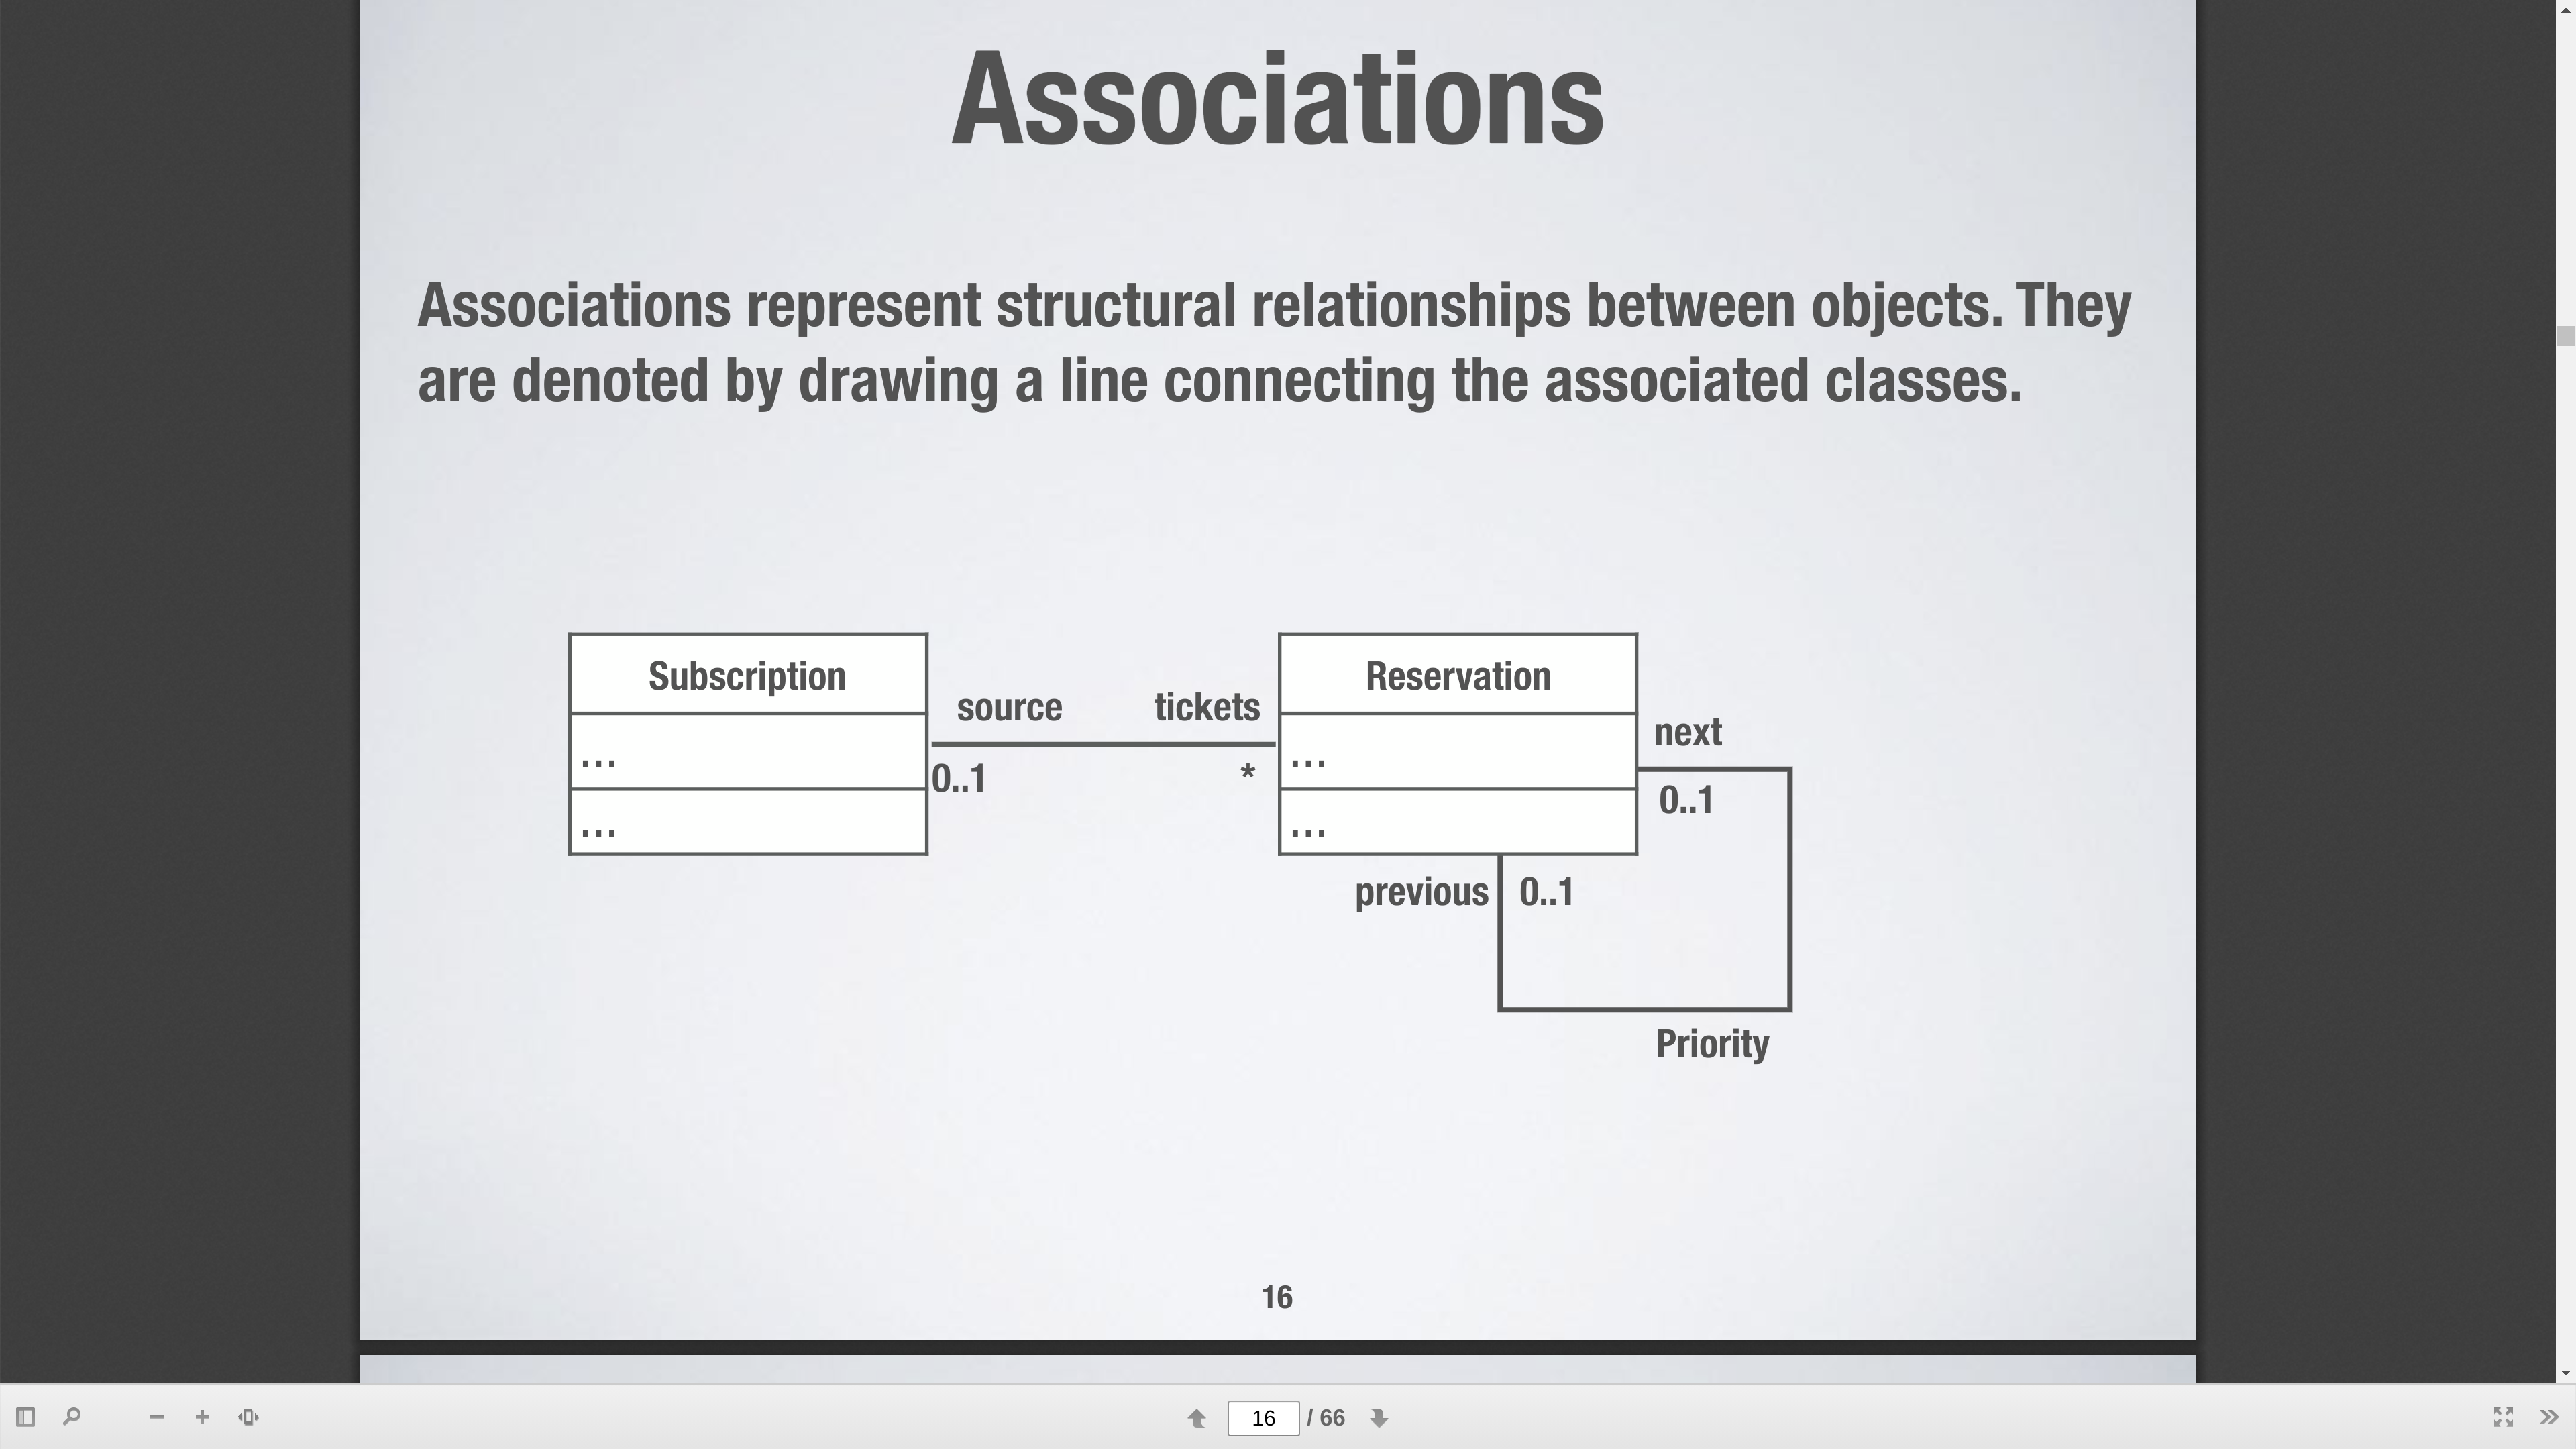 Associations
Associations represent structural relationships between objects. They
are denoted by drawing a line connecting the associated classes.
Subscription
...
...
source
tickets
0..1
*
Reservation
...
...
next
0..1
previous
0..1
Priority
16
16
/ 66